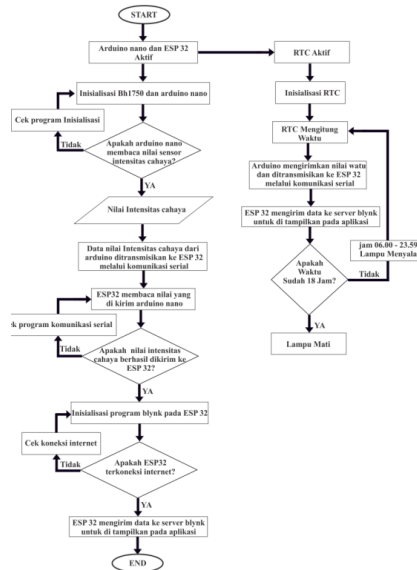 START
Arduino nano dan ESP 32
Aktif
Inisialisasi Bh1750 dan arduino nano
Cek program Inisialisasi
Tidak
Apakah arduino nano
membaca nilai sensor
intensitas cahaya?
YA
Nilai Intensitas cahaya
Data nilai Intensitas cahaya dari
arduino ditransmisikan ke ESP 32
melalui komunikasi serial
ESP32 membaca nilai yang
di kirim arduino nano
ek program komunikasi serial
Tidak
Apakah nilai intensitas
cahaya berhasil dikirim ke
ESP 32?
YA
Inisialisasi program blynk pada ESP 32
Cek koneksi internet
Tidak
Apakah ESP32
terkoneksi internet?
YA
ESP 32 mengirim data ke server blynk
untuk di tampilkan pada aplikasi
END
RTC Aktif
Inisialisasi RTC
RTC Mengitung
Waktu
Arduino mengirimkan nilai watu
dan ditransmisikan ke ESP 32
melalui komunikasi serial
ESP 32 mengirim data ke server blynk
untuk di tampilkan pada aplikasi
jam 06.00 - 23.59
Lampu Menyala
Apakah
Waktu
Sudah 18 Jam?
Tidak
YA
Lampu Mati